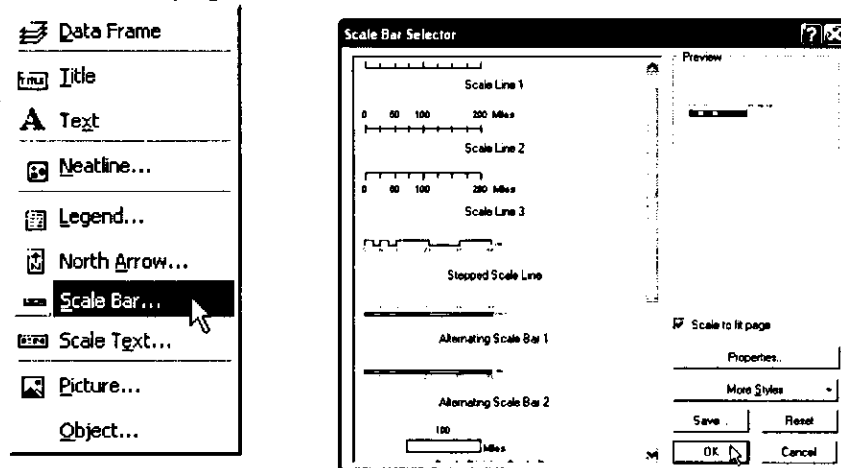 Data Frame
Title
Text
Neatline...
Legend...
North Arrow...
Scale Bar...
Scale Text...
Picture...
Object...
Scale Bar Selector
Scale Line 1
0 50 100 200 Miles
Scale Line 2
0 50 100 200 Miles
Scale Line 3
Stepped Scale Line
Alternating Scale Bar 1
Alternating Scale Bar 2
100
Miles
Preview
Scale to fit page
Properties..
More Styles
Save . Reset
OK Cancel